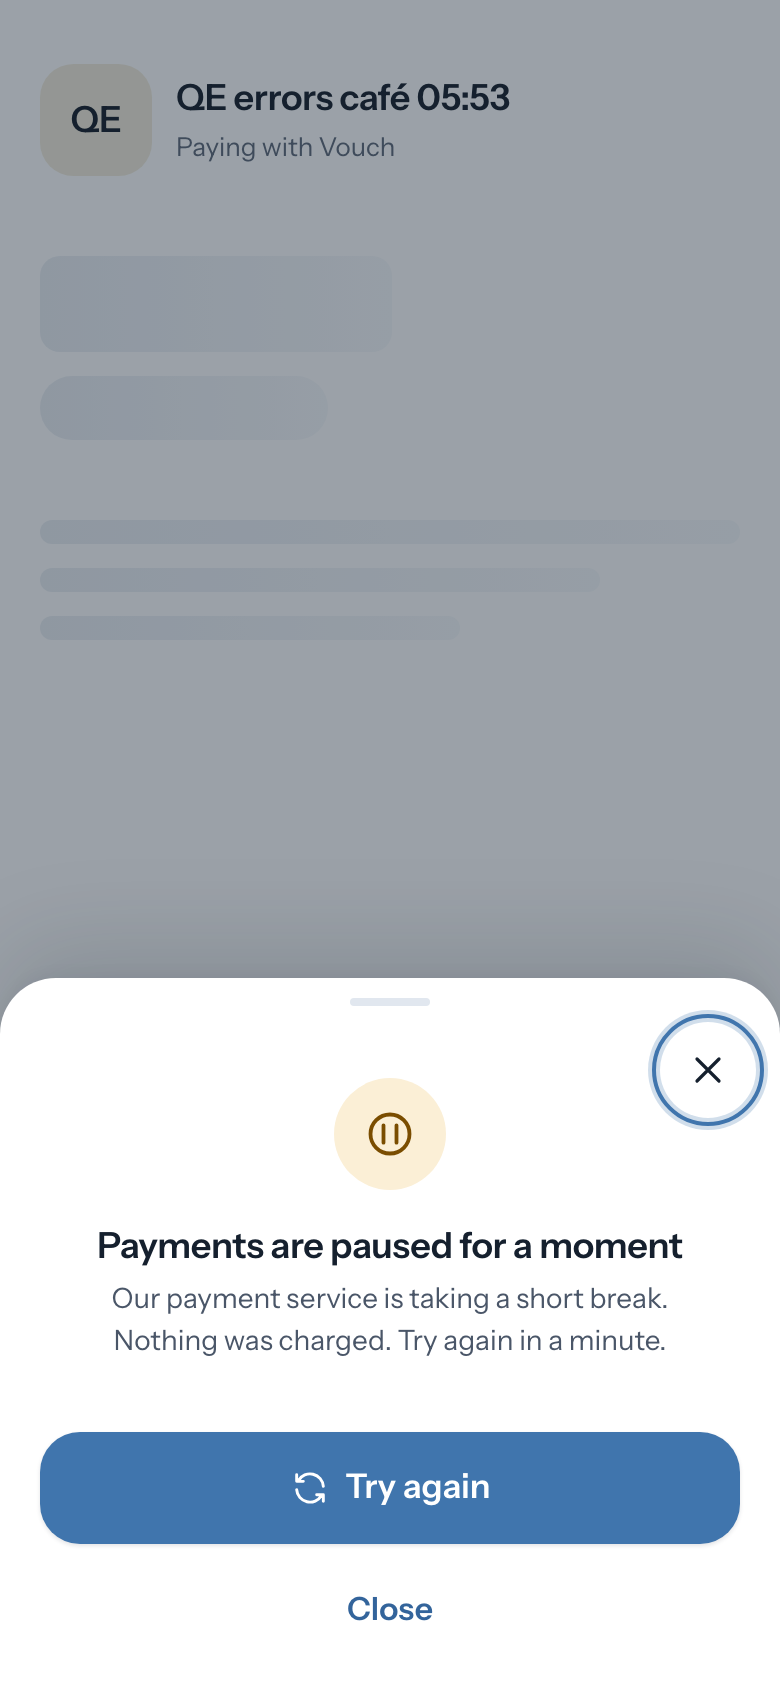 QE
QE errors café 05:53
Paying with Vouch
Payments are paused for a moment
Our payment service is taking a short break.
Nothing was charged. Try again in a minute.
Try again
Close